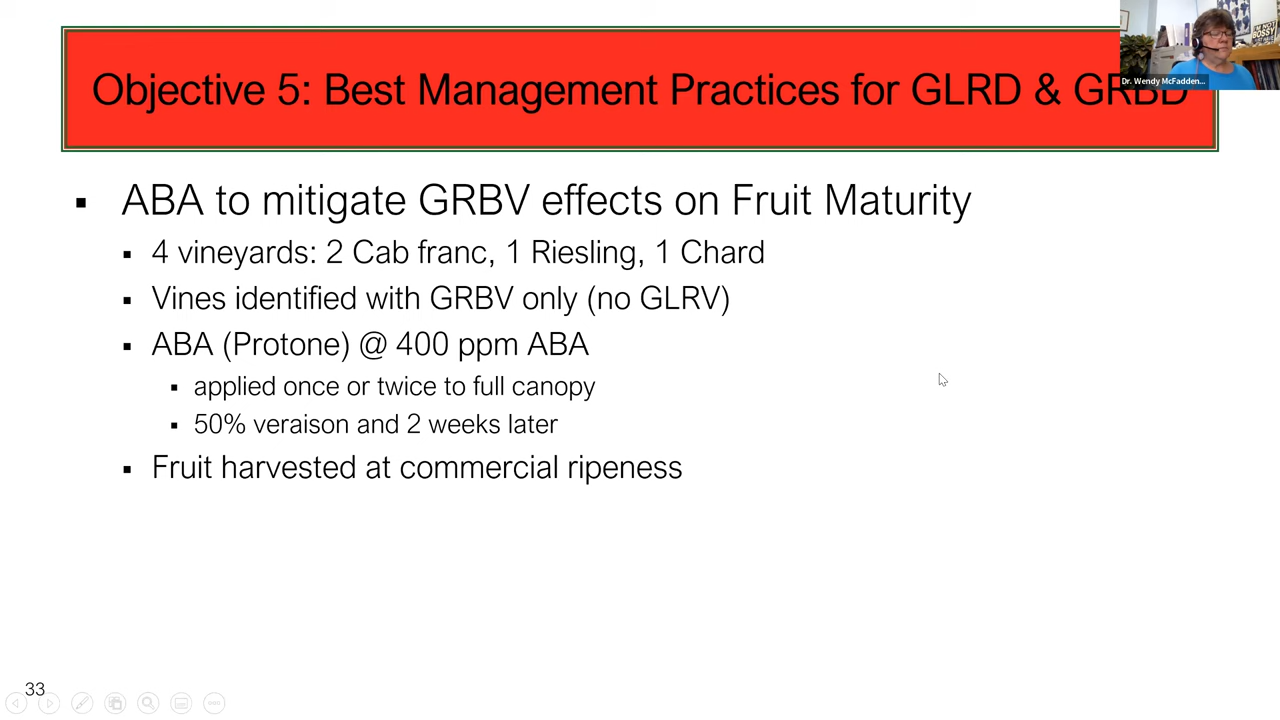 Objective 5: Best Management Practices for GLRD & GRBD
Dr. Wendy McFadden...
▪ ABA to mitigate GRBV effects on Fruit Maturity
▪ 4 vineyards: 2 Cab franc, 1 Riesling, 1 Chard
▪ Vines identified with GRBV only (no GLRV)
▪ ABA (Protone) @ 400 ppm ABA
▪ applied once or twice to full canopy
▪ 50% veraison and 2 weeks later
▪ Fruit harvested at commercial ripeness
33